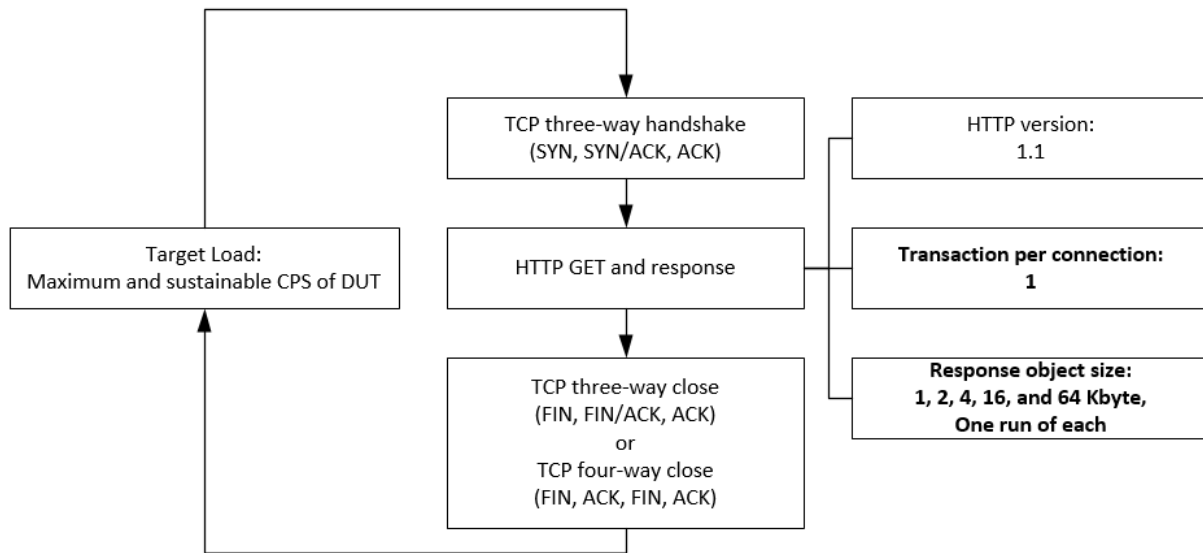 TCP three-way handshake
(SYN, SYN/ACK, ACK)
HTTP version:
1.1
Target Load:
Maximum and sustainable CPS of DUT
HTTP GET and response
Transaction per connection:
1
TCP three-way close
(FIN, FIN/ACK, ACK)
or
TCP four-way close
(FIN, ACK, FIN, ACK)
Response object size:
1, 2, 4, 16, and 64 Kbyte,
One run of each